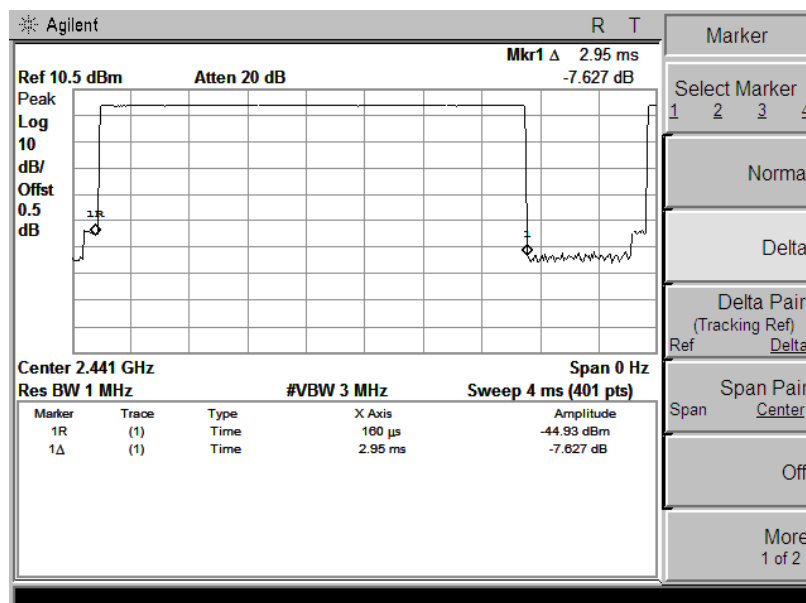 Agilent R T
Mkr1 Δ 2.95 ms
Ref 10.5 dBm Atten 20 dB -7.627 dB
Peak
Log
10
dB/
Offst
0.5
dB
1R
1
Center 2.441 GHz Span 0 Hz
Res BW 1 MHz #VBW 3 MHz Sweep 4 ms (401 pts)
Marker Trace Type X Axis Amplitude
1R (1) Time 160 µs -44.93 dBm
1Δ (1) Time 2.95 ms -7.627 dB
Marker
Select Marker
1 2 3 4
Norma
Delta
Delta Pair
(Tracking Ref)
Ref Delta
Span Pair
Span Center
Off
More
1 of 2